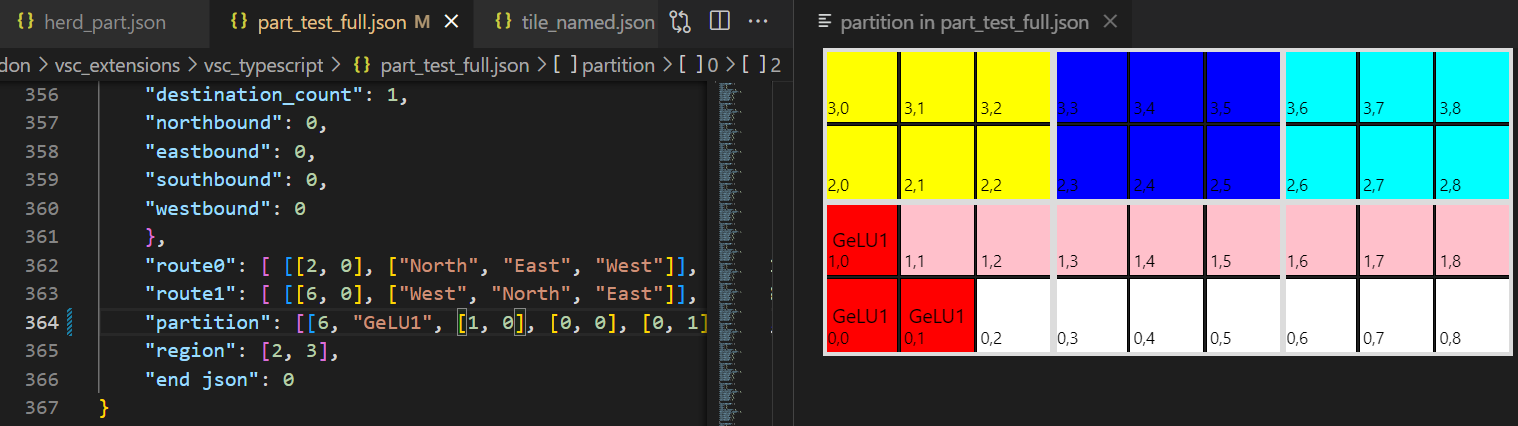 {} herd_part.json {} part_test_full.json M × {} tile_named.json ···
don > vsc_extensions > vsc_typescript > {} part_test_full.json > [ ] partition > [ ] 0 > [ ] 2
356 "destination_count": 1,
357 "northbound": 0,
358 "eastbound": 0,
359 "southbound": 0,
360 "westbound": 0
361 },
362 "route0": [ [[2, 0], ["North", "East", "West"]],
363 "route1": [ [[6, 0], ["West", "North", "East"]],
364 "partition": [[6, "GeLU1", [1, 0], [0, 0], [0, 1]
365 "region": [2, 3],
366 "end json": 0
367 }
partition in part_test_full.json ×
3,0 3,1 3,2 3,3 3,4 3,5 3,6 3,7 3,8
2,0 2,1 2,2 2,3 2,4 2,5 2,6 2,7 2,8
GeLU1
1,0 1,1 1,2 1,3 1,4 1,5 1,6 1,7 1,8
GeLU1 GeLU1
0,0 0,1 0,2 0,3 0,4 0,5 0,6 0,7 0,8